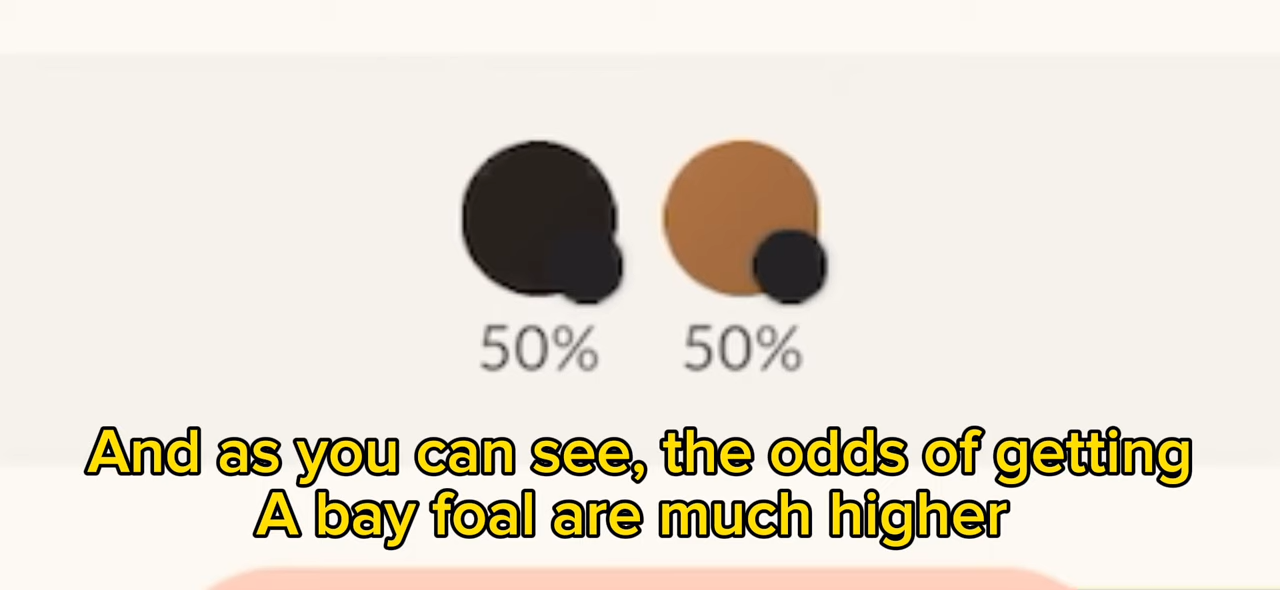 50% 50%
And as you can see, the odds of getting
A bay foal are much higher